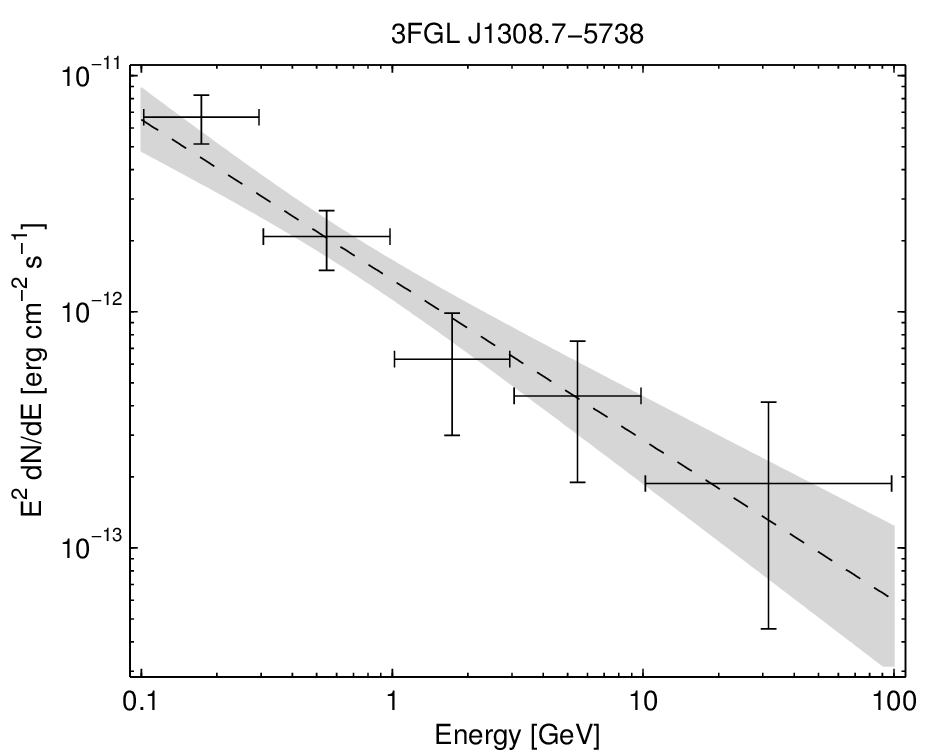 3FGL J1308.7−5738
10⁻¹¹
10⁻¹²
10⁻¹³
E² dN/dE [erg cm⁻² s⁻¹]
0.1 1 10 100
Energy [GeV]